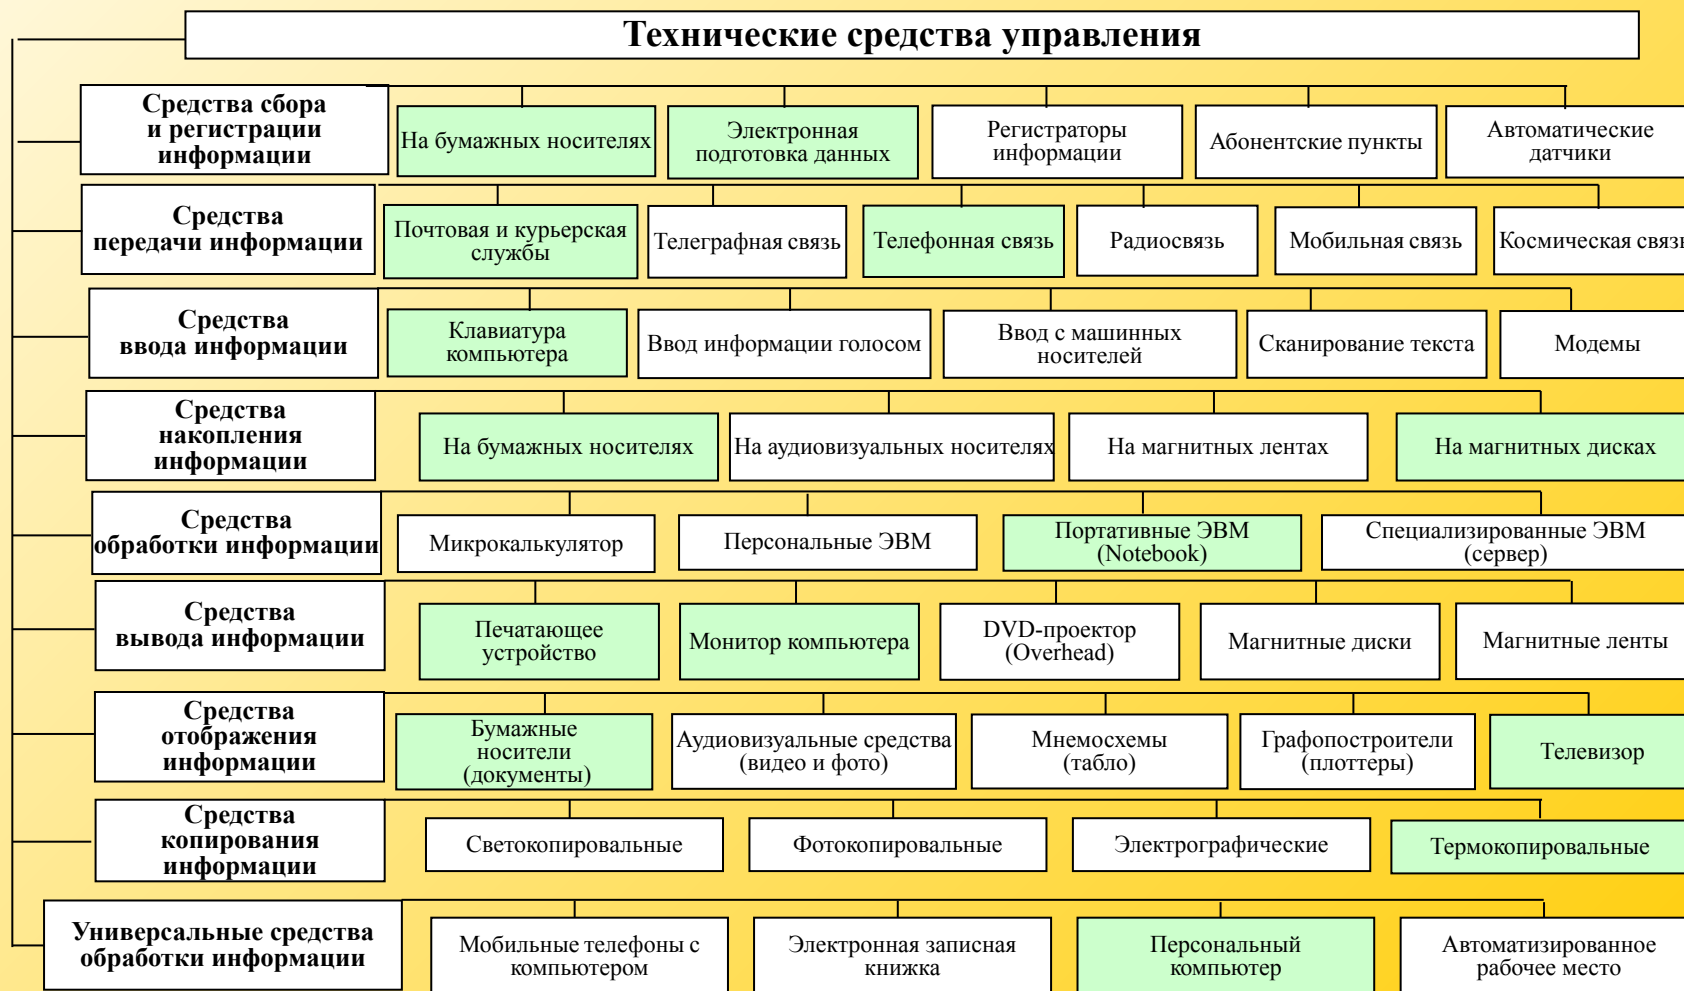 Технические средства управления
Средства сбора
и регистрации
информации
На бумажных носителях
Электронная
подготовка данных
Регистраторы
информации
Абонентские пункты
Автоматические
датчики
Средства
передачи информации
Почтовая и курьерская
службы
Телеграфная связь
Телефонная связь
Радиосвязь
Мобильная связь
Космическая связь
Средства
ввода информации
Клавиатура
компьютера
Ввод информации голосом
Ввод с машинных
носителей
Сканирование текста
Модемы
Средства
накопления
информации
На бумажных носителях
На аудиовизуальных носителях
На магнитных лентах
На магнитных дисках
Средства
обработки информации
Микрокалькулятор
Персональные ЭВМ
Портативные ЭВМ
(Notebook)
Специализированные ЭВМ
(сервер)
Средства
вывода информации
Печатающее
устройство
Монитор компьютера
DVD-проектор
(Overhead)
Магнитные диски
Магнитные ленты
Средства
отображения
информации
Бумажные
носители
(документы)
Аудиовизуальные средства
(видео и фото)
Мнемосхемы
(табло)
Графопостроители
(плоттеры)
Телевизор
Средства
копирования
информации
Светокопировальные
Фотокопировальные
Электрографические
Термокопировальные
Универсальные средства
обработки информации
Мобильные телефоны с
компьютером
Электронная записная
книжка
Персональный
компьютер
Автоматизированное
рабочее место